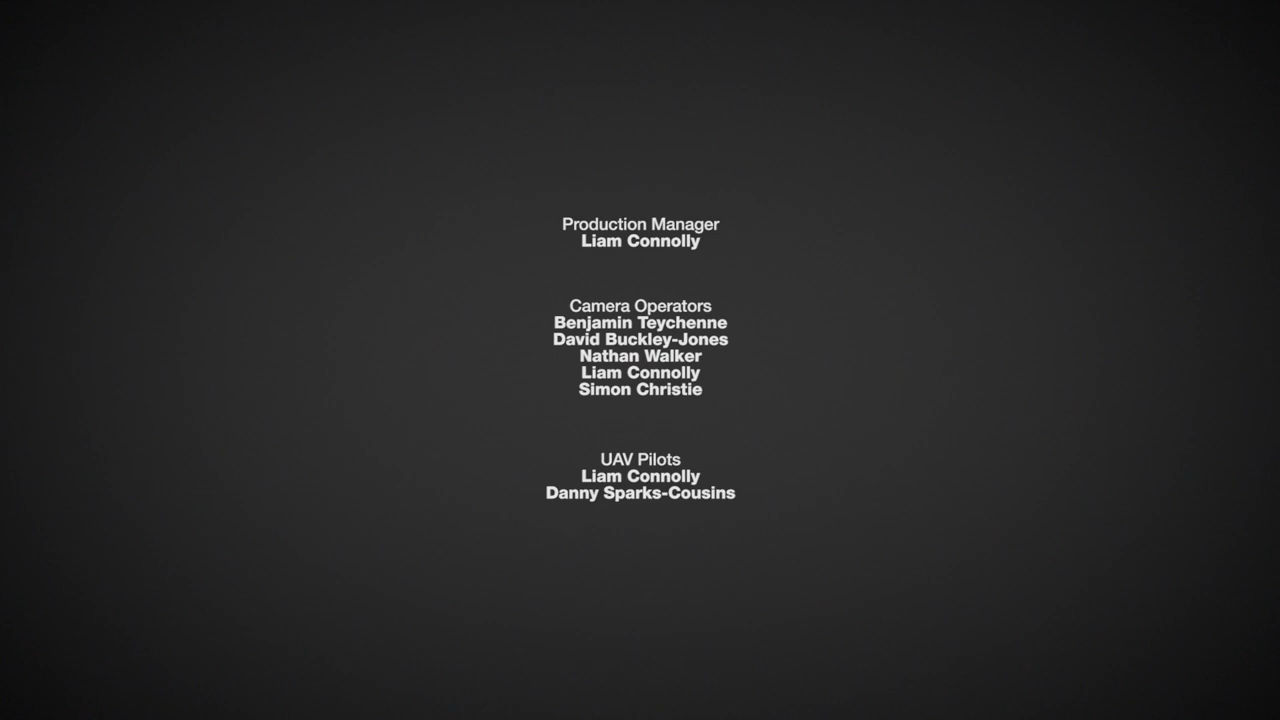 Production Manager
Liam Connolly
Camera Operators
Benjamin Teychenne
David Buckley-Jones
Nathan Walker
Liam Connolly
Simon Christie
UAV Pilots
Liam Connolly
Danny Sparks-Cousins